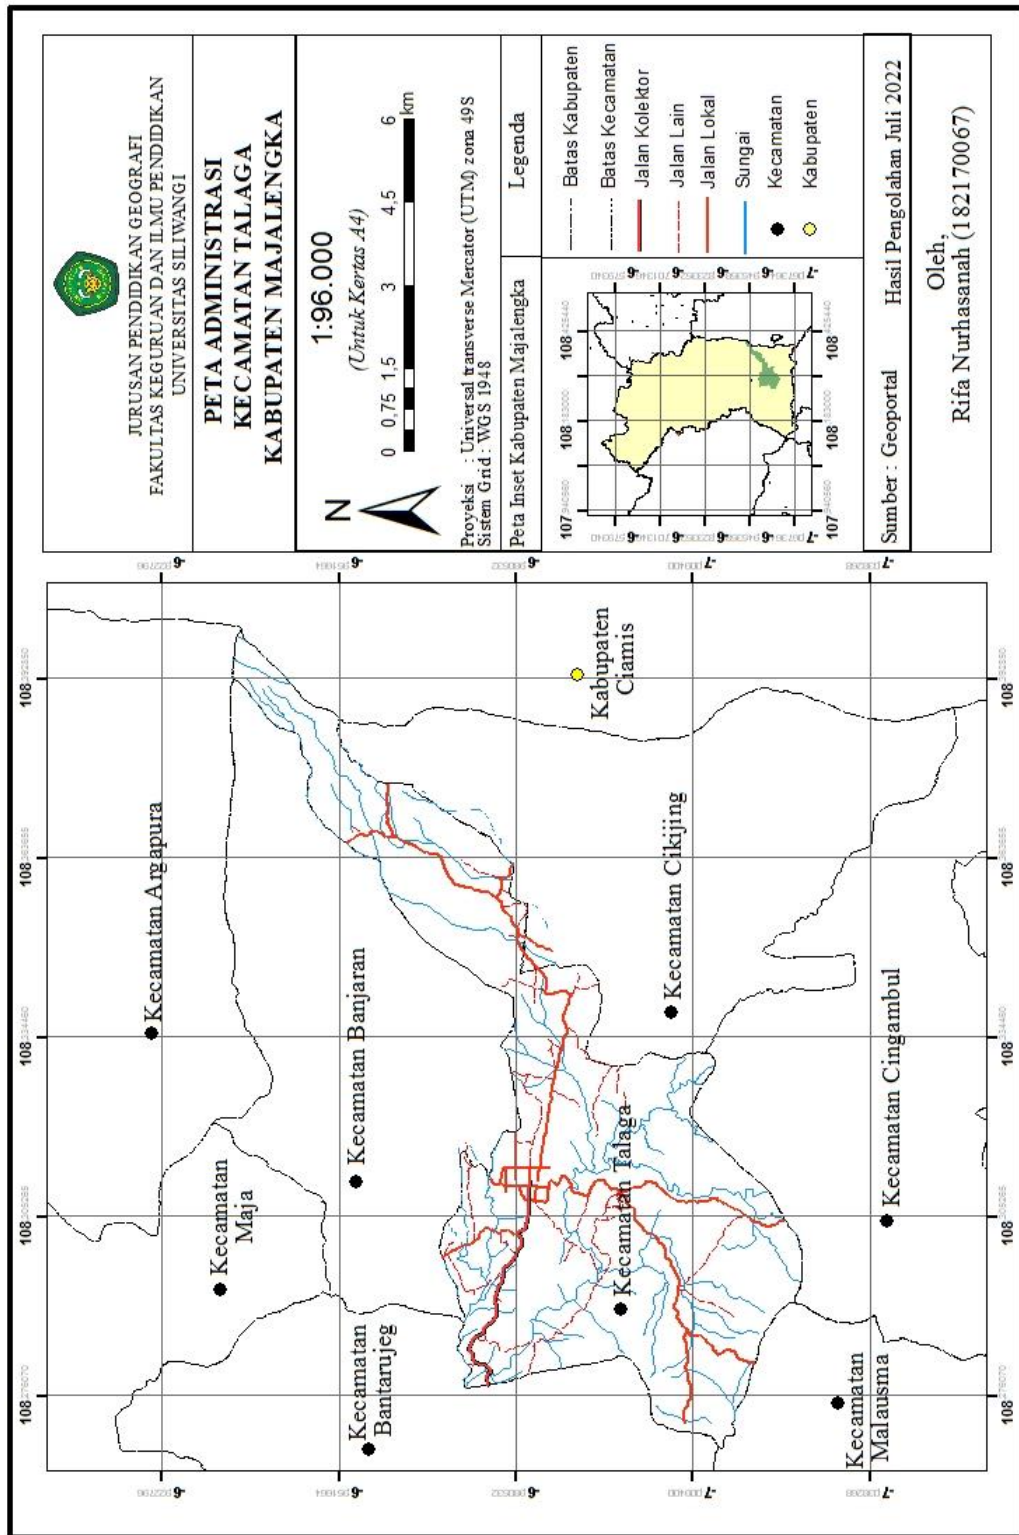 JURUSAN PENDIDIKAN GEOGRAFI
FAKULTAS KEGURUAN DAN ILMU PENDIDIKAN
UNIVERSITAS SILIWANGI
PETA ADMINISTRASI
KECAMATAN TALAGA
KABUPATEN MAJALENGKA
N
1:96.000
(Untuk Kertas A4)
0 0,75 1,5 3 4,5 6
km
Proyeksi : Universal transverse Mercator (UTM) zona 49S
Sistem Grid : WGS 1948
Peta Inset Kabupaten Majalengka
Legenda
Batas Kabupaten
Batas Kecamatan
Jalan Kolektor
Jalan Lain
Jalan Lokal
Sungai
Kecamatan
Kabupaten
Sumber : Geoportal Hasil Pengolahan Juli 2022
Oleh,
Rifa Nurhasanah (182170067)
Kecamatan Argapura
Kecamatan
Maja
Kecamatan Banjaran
Kecamatan
Bantarujeg
Kabupaten
Ciamis
Kecamatan Cikijing
Kecamatan Talaga
Kecamatan Cingambul
Kecamatan
Malausma